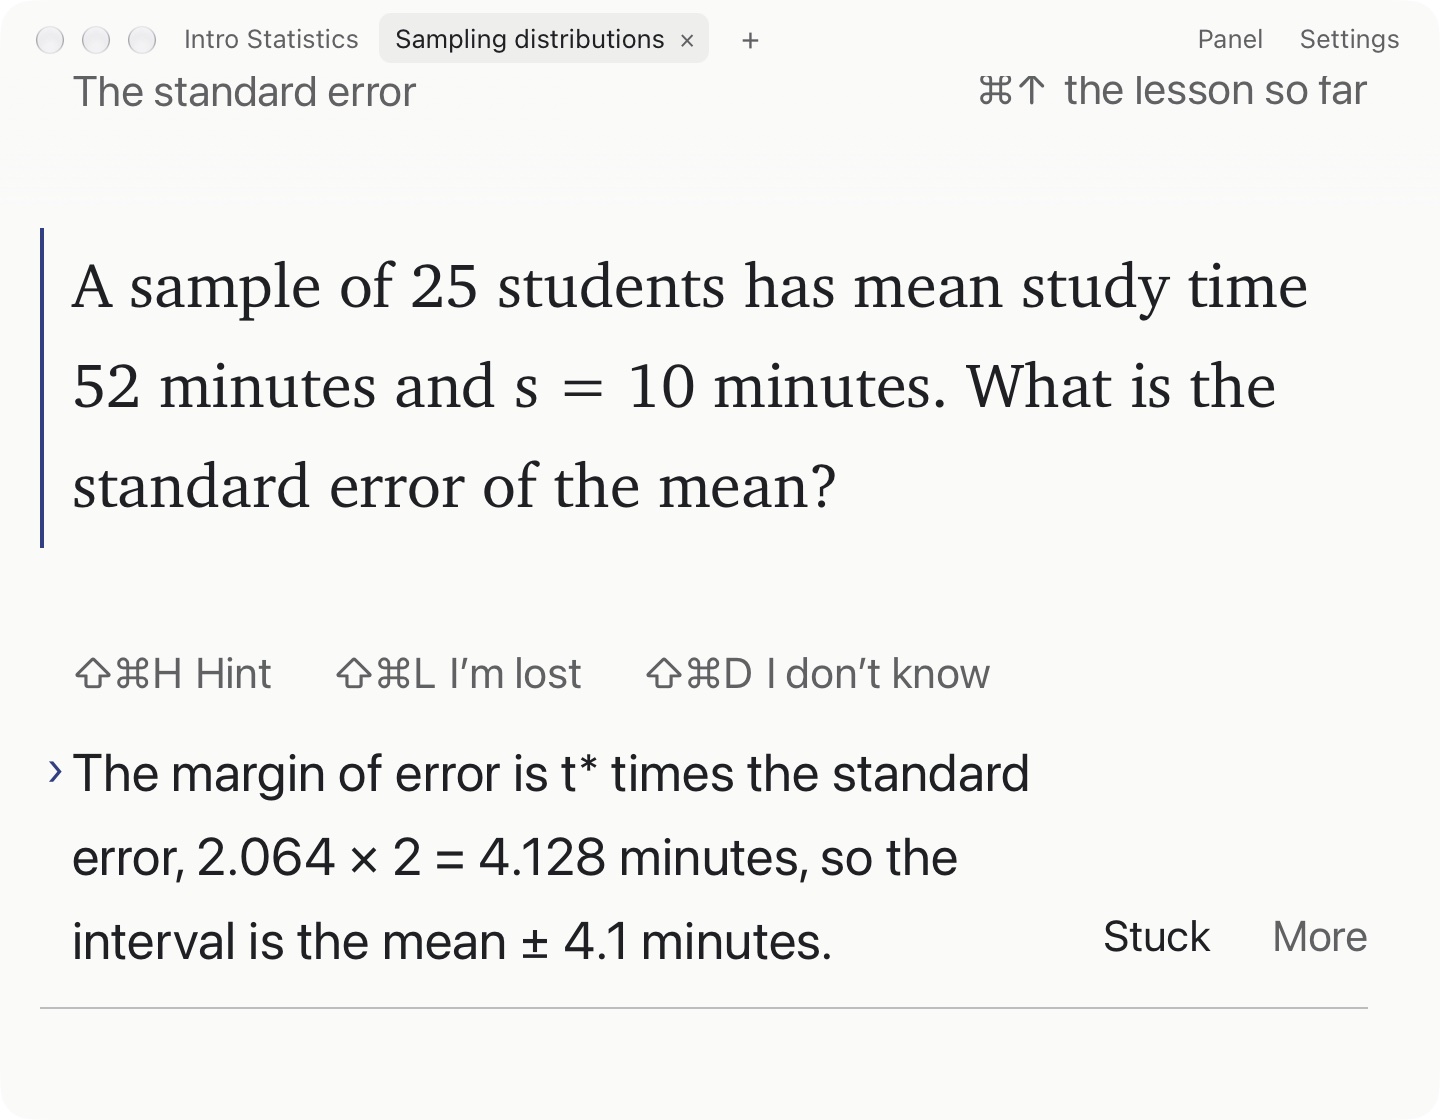 Intro Statistics Sampling distributions × + Panel Settings
The standard error ⌘↑ the lesson so far
A sample of 25 students has mean study time
52 minutes and s = 10 minutes. What is the
standard error of the mean?
⇧⌘H Hint ⇧⌘L I’m lost ⇧⌘D I don’t know
› The margin of error is t* times the standard
error, 2.064 × 2 = 4.128 minutes, so the
interval is the mean ± 4.1 minutes.
Stuck More